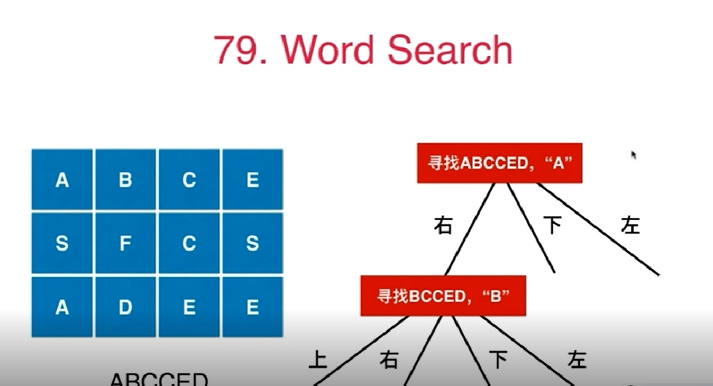 79. Word Search
A B C E
S F C S
A D E E
ABCCED
寻找ABCCED，“A”
右 下 左
寻找BCCED，“B”
上 右 下 左